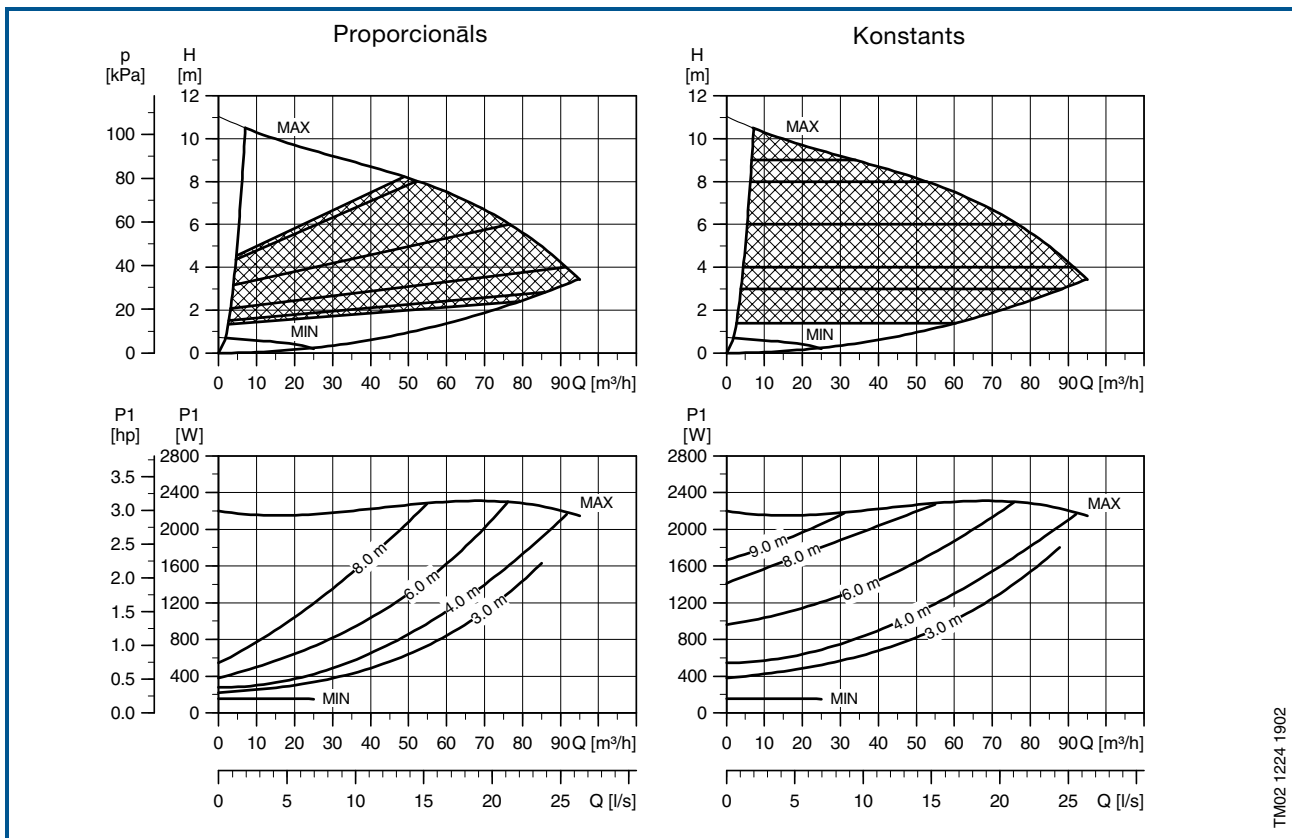 Proporcionāls
Konstants
p
[kPa]
H
[m]
H
[m]
12
100
10
80
8
60
6
40
4
20
2
0
0
MAX
MIN
0 10 20 30 40 50 60 70 80 90 Q [m³/h]
12
10
8
6
4
2
0
MAX
MIN
0 10 20 30 40 50 60 70 80 90 Q [m³/h]
P1
[hp]
P1
[W]
P1
[W]
3.5
3.0
2.5
2.0
1.5
1.0
0.5
0.0
2800
2400
2000
1600
1200
800
400
0
MAX
8.0 m
6.0 m
4.0 m
3.0 m
MIN
0 10 20 30 40 50 60 70 80 90 Q [m³/h]
0 5 10 15 20 25 Q [l/s]
2800
2400
2000
1600
1200
800
400
0
MAX
9.0 m
8.0 m
6.0 m
4.0 m
3.0 m
MIN
0 10 20 30 40 50 60 70 80 90 Q [m³/h]
0 5 10 15 20 25 Q [l/s]
TM02 1224 1902